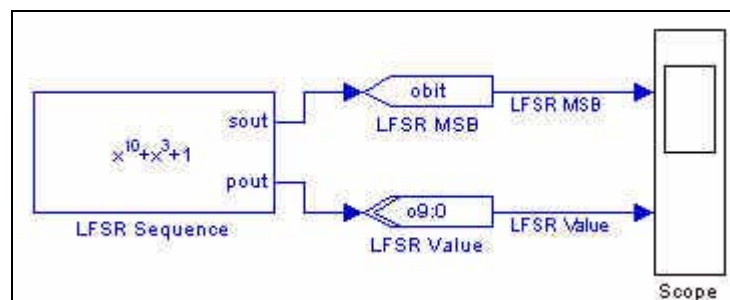 obit
sout
LFSR MSB
LFSR MSB
x^10+x^3+1
pout
o9:0
LFSR Sequence
LFSR Value
LFSR Value
Scope